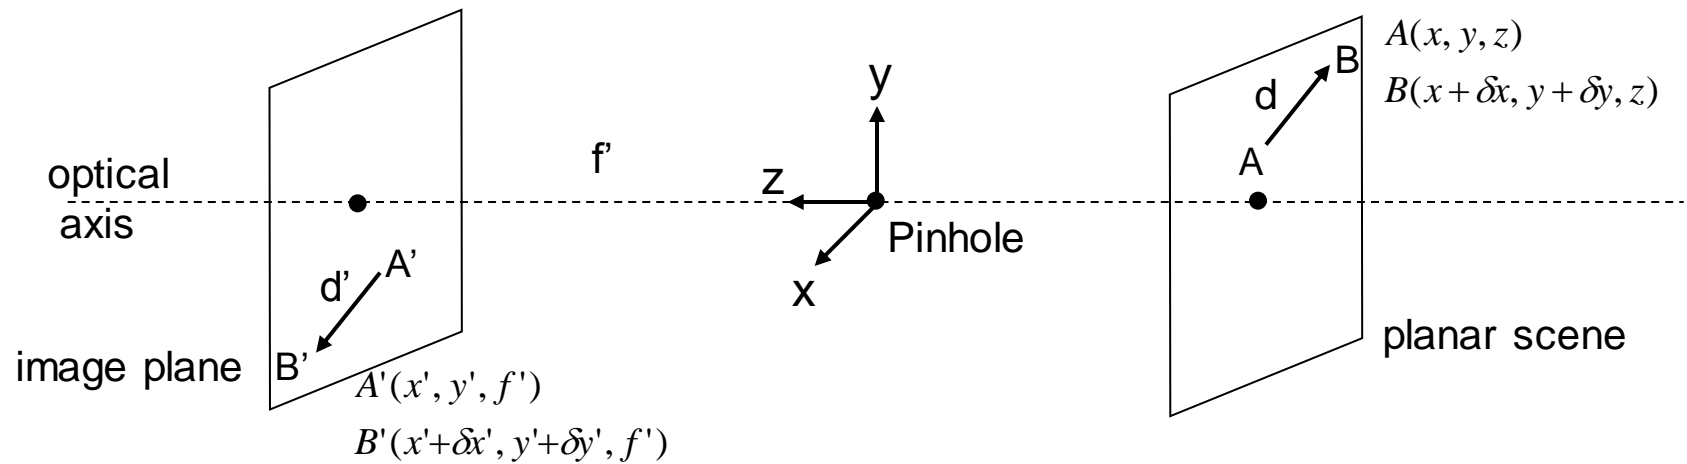 A(x, y, z)
B(x + δx, y + δy, z)
B
d
A
y
f'
optical
axis
z
Pinhole
x
A'
d'
B'
image plane
planar scene
A'(x', y', f')
B'(x'+δx', y'+δy', f')